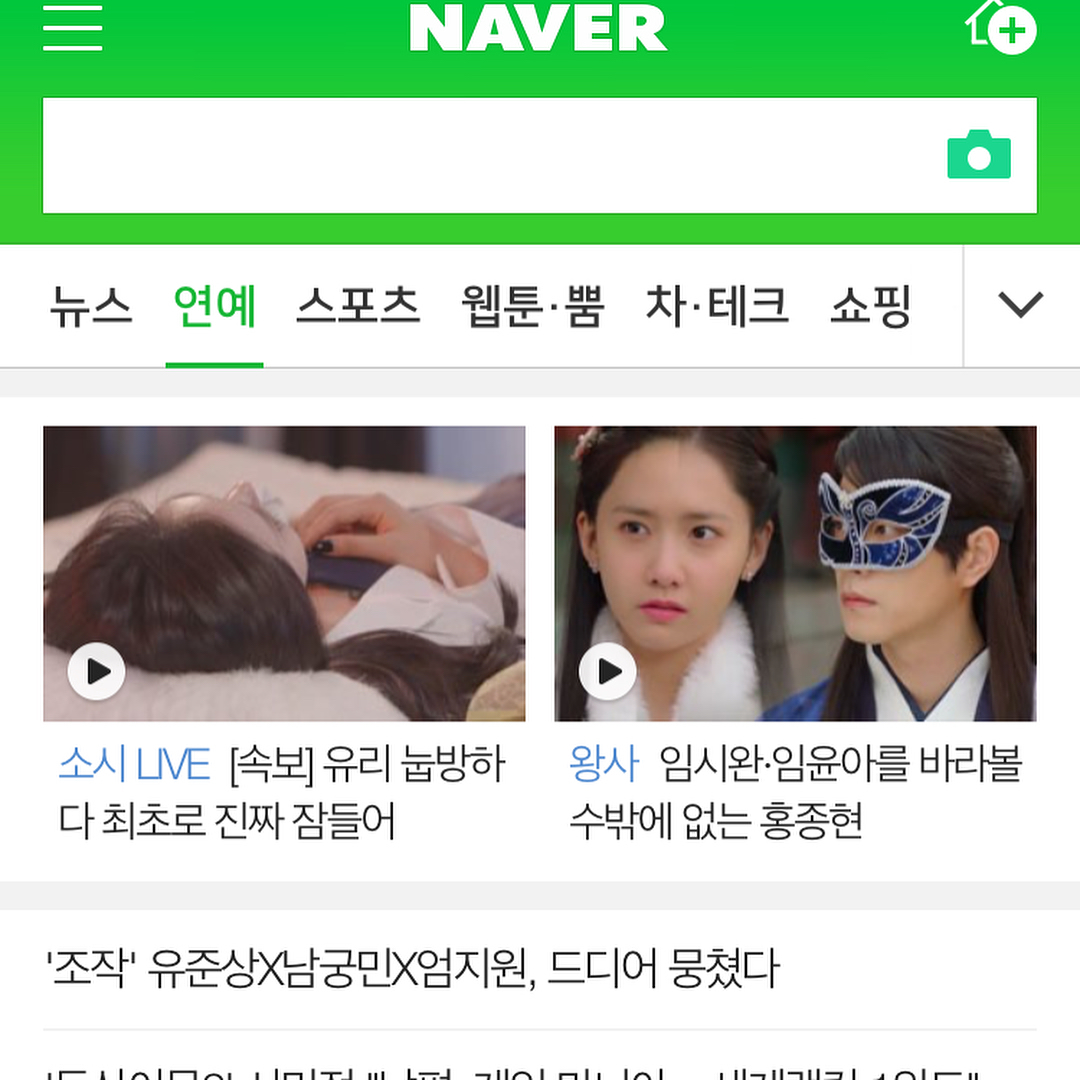 NAVER
뉴스 연예 스포츠 웹툰·뿜 차·테크 쇼핑
소시 LIVE [속보] 유리 눕방하
다 최초로 진짜 잠들어
왕사 임시완·임윤아를 바라볼
수밖에 없는 홍종현
'조작' 유준상X남궁민X엄지원, 드디어 뭉쳤다